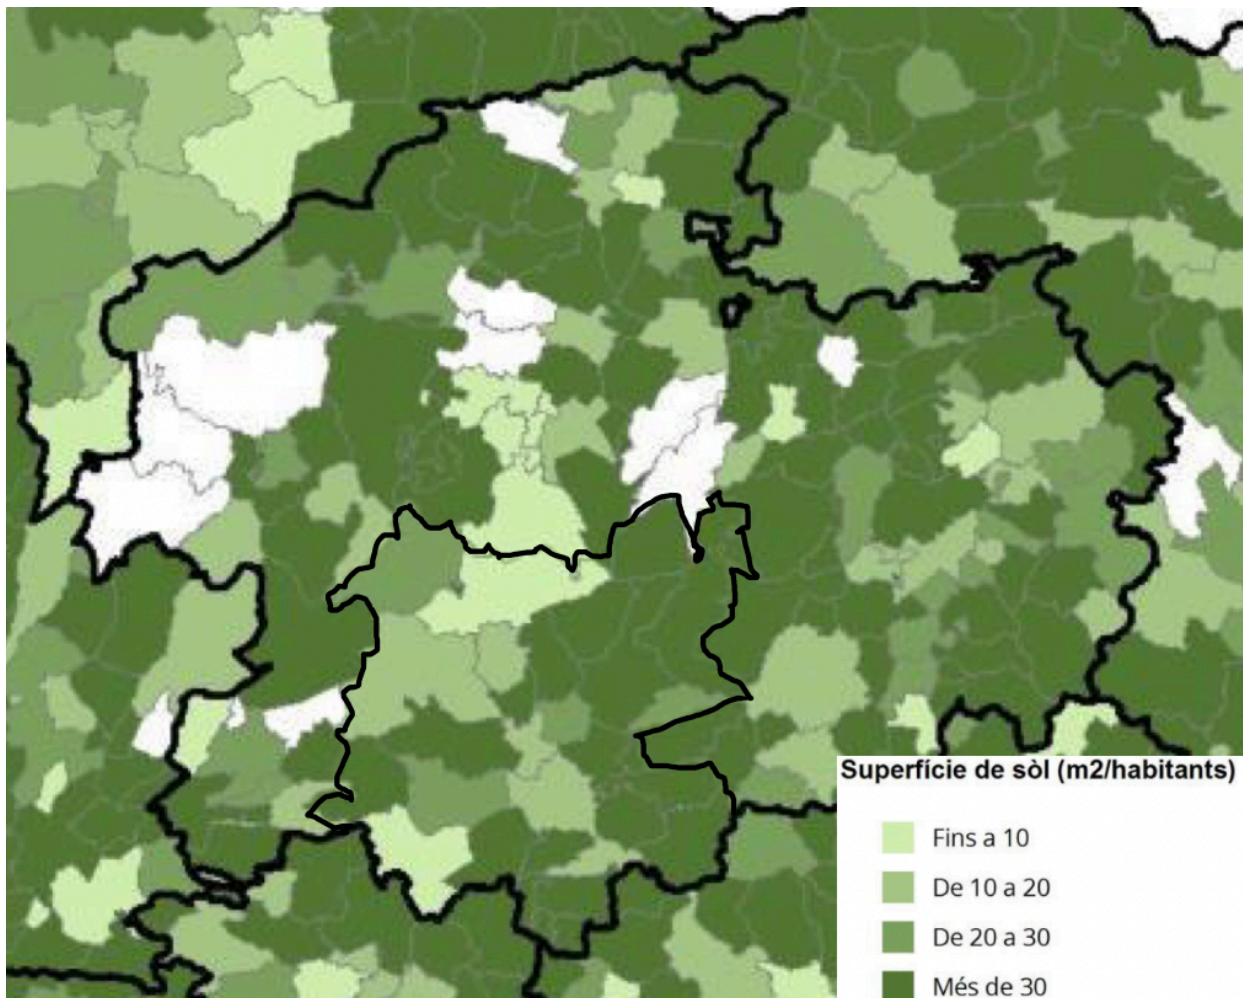 Superfície de sòl (m2/habitants)
Fins a 10
De 10 a 20
De 20 a 30
Més de 30